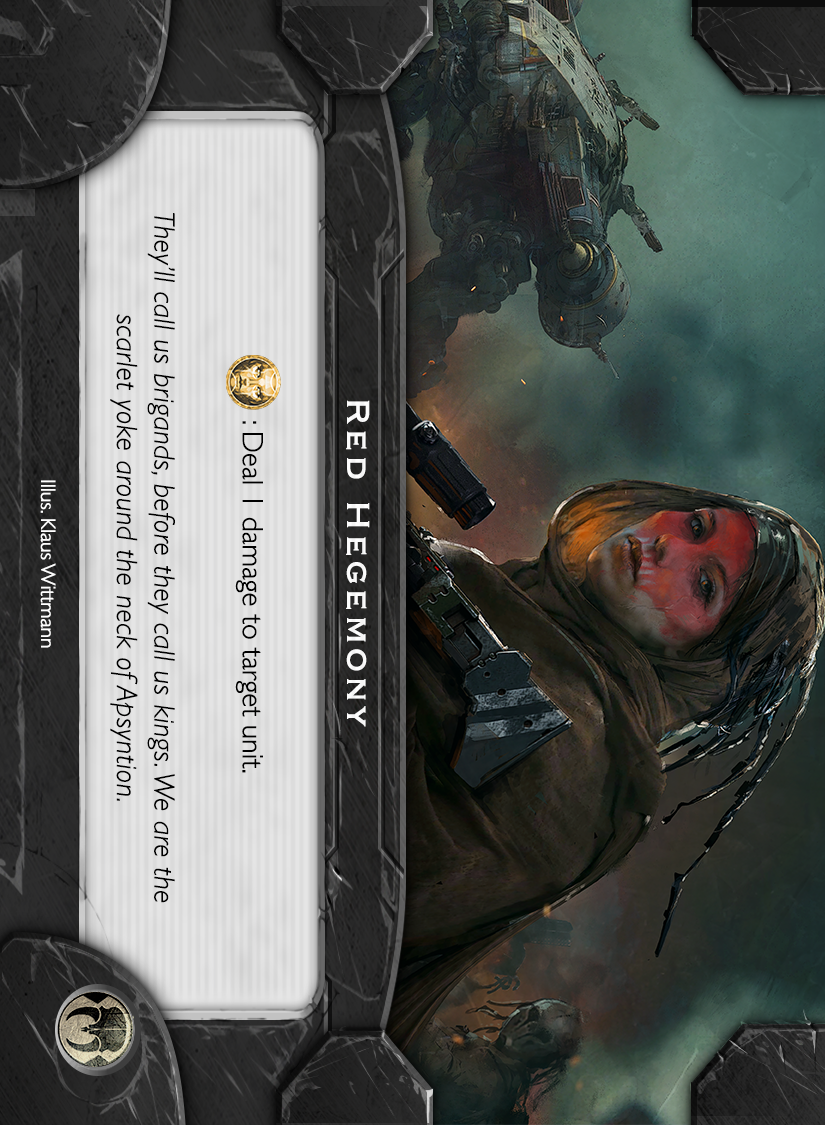 RED HEGEMONY
: Deal 1 damage to target unit.
They'll call us brigands, before they call us kings. We are the
scarlet yoke around the neck of Apsyntion.
Illus. Klaus Wittmann